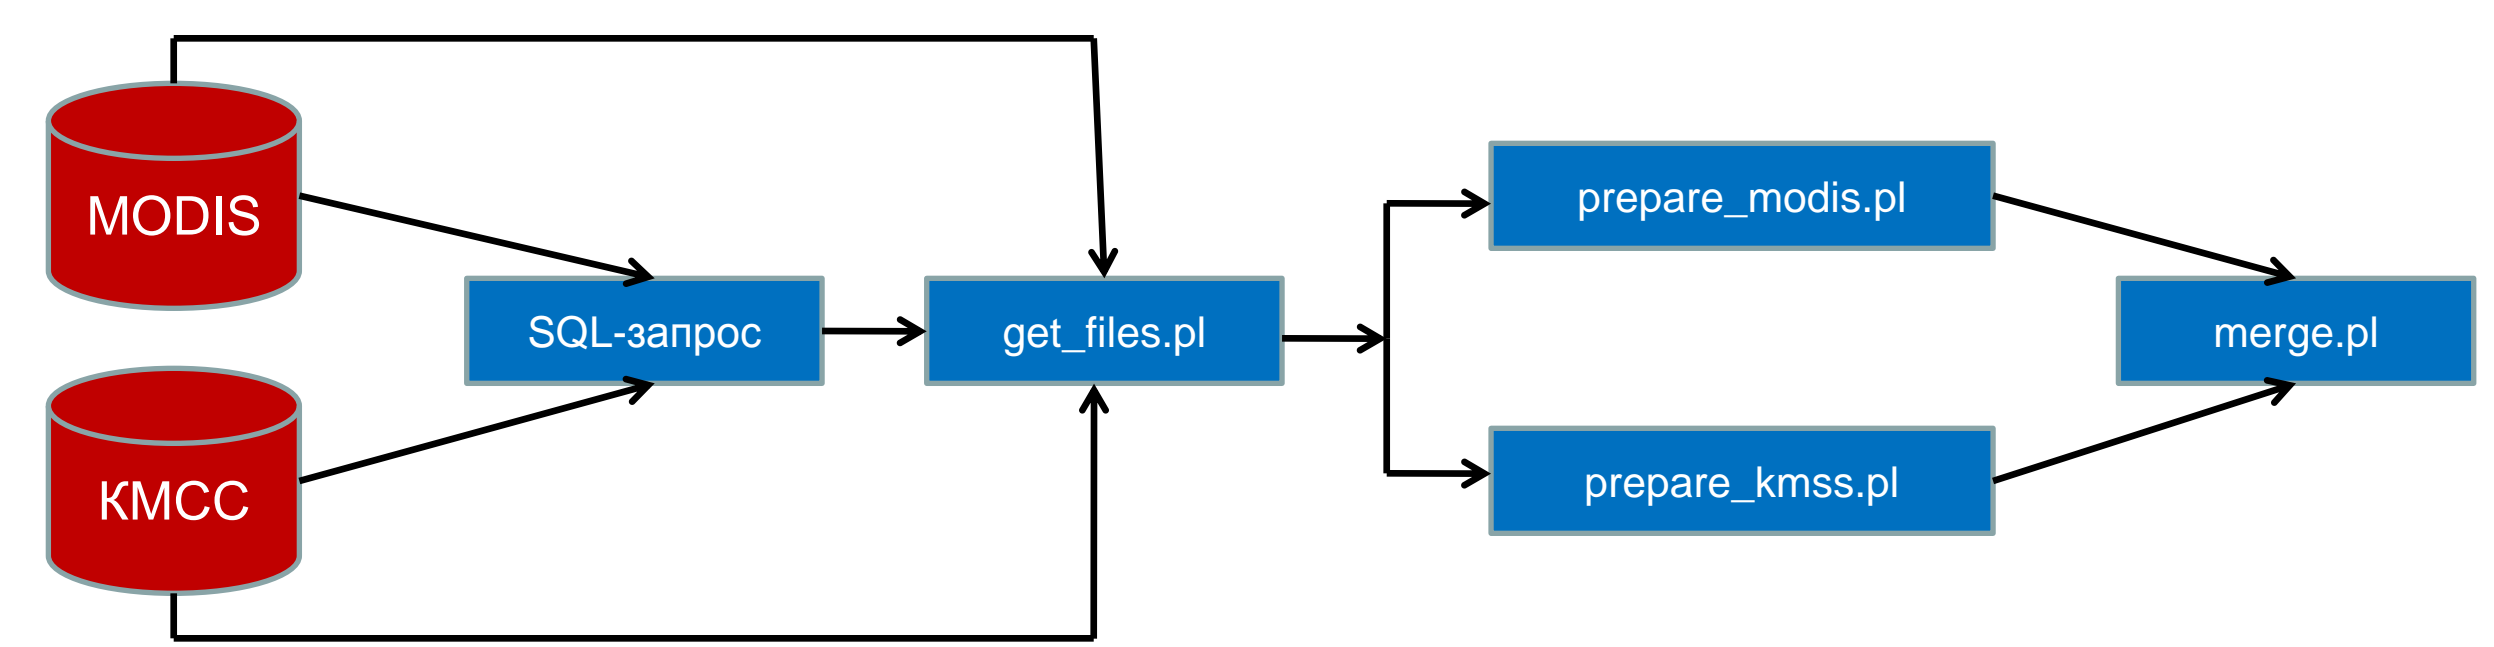 MODIS
КМСС
SQL-запрос
get_files.pl
prepare_modis.pl
prepare_kmss.pl
merge.pl